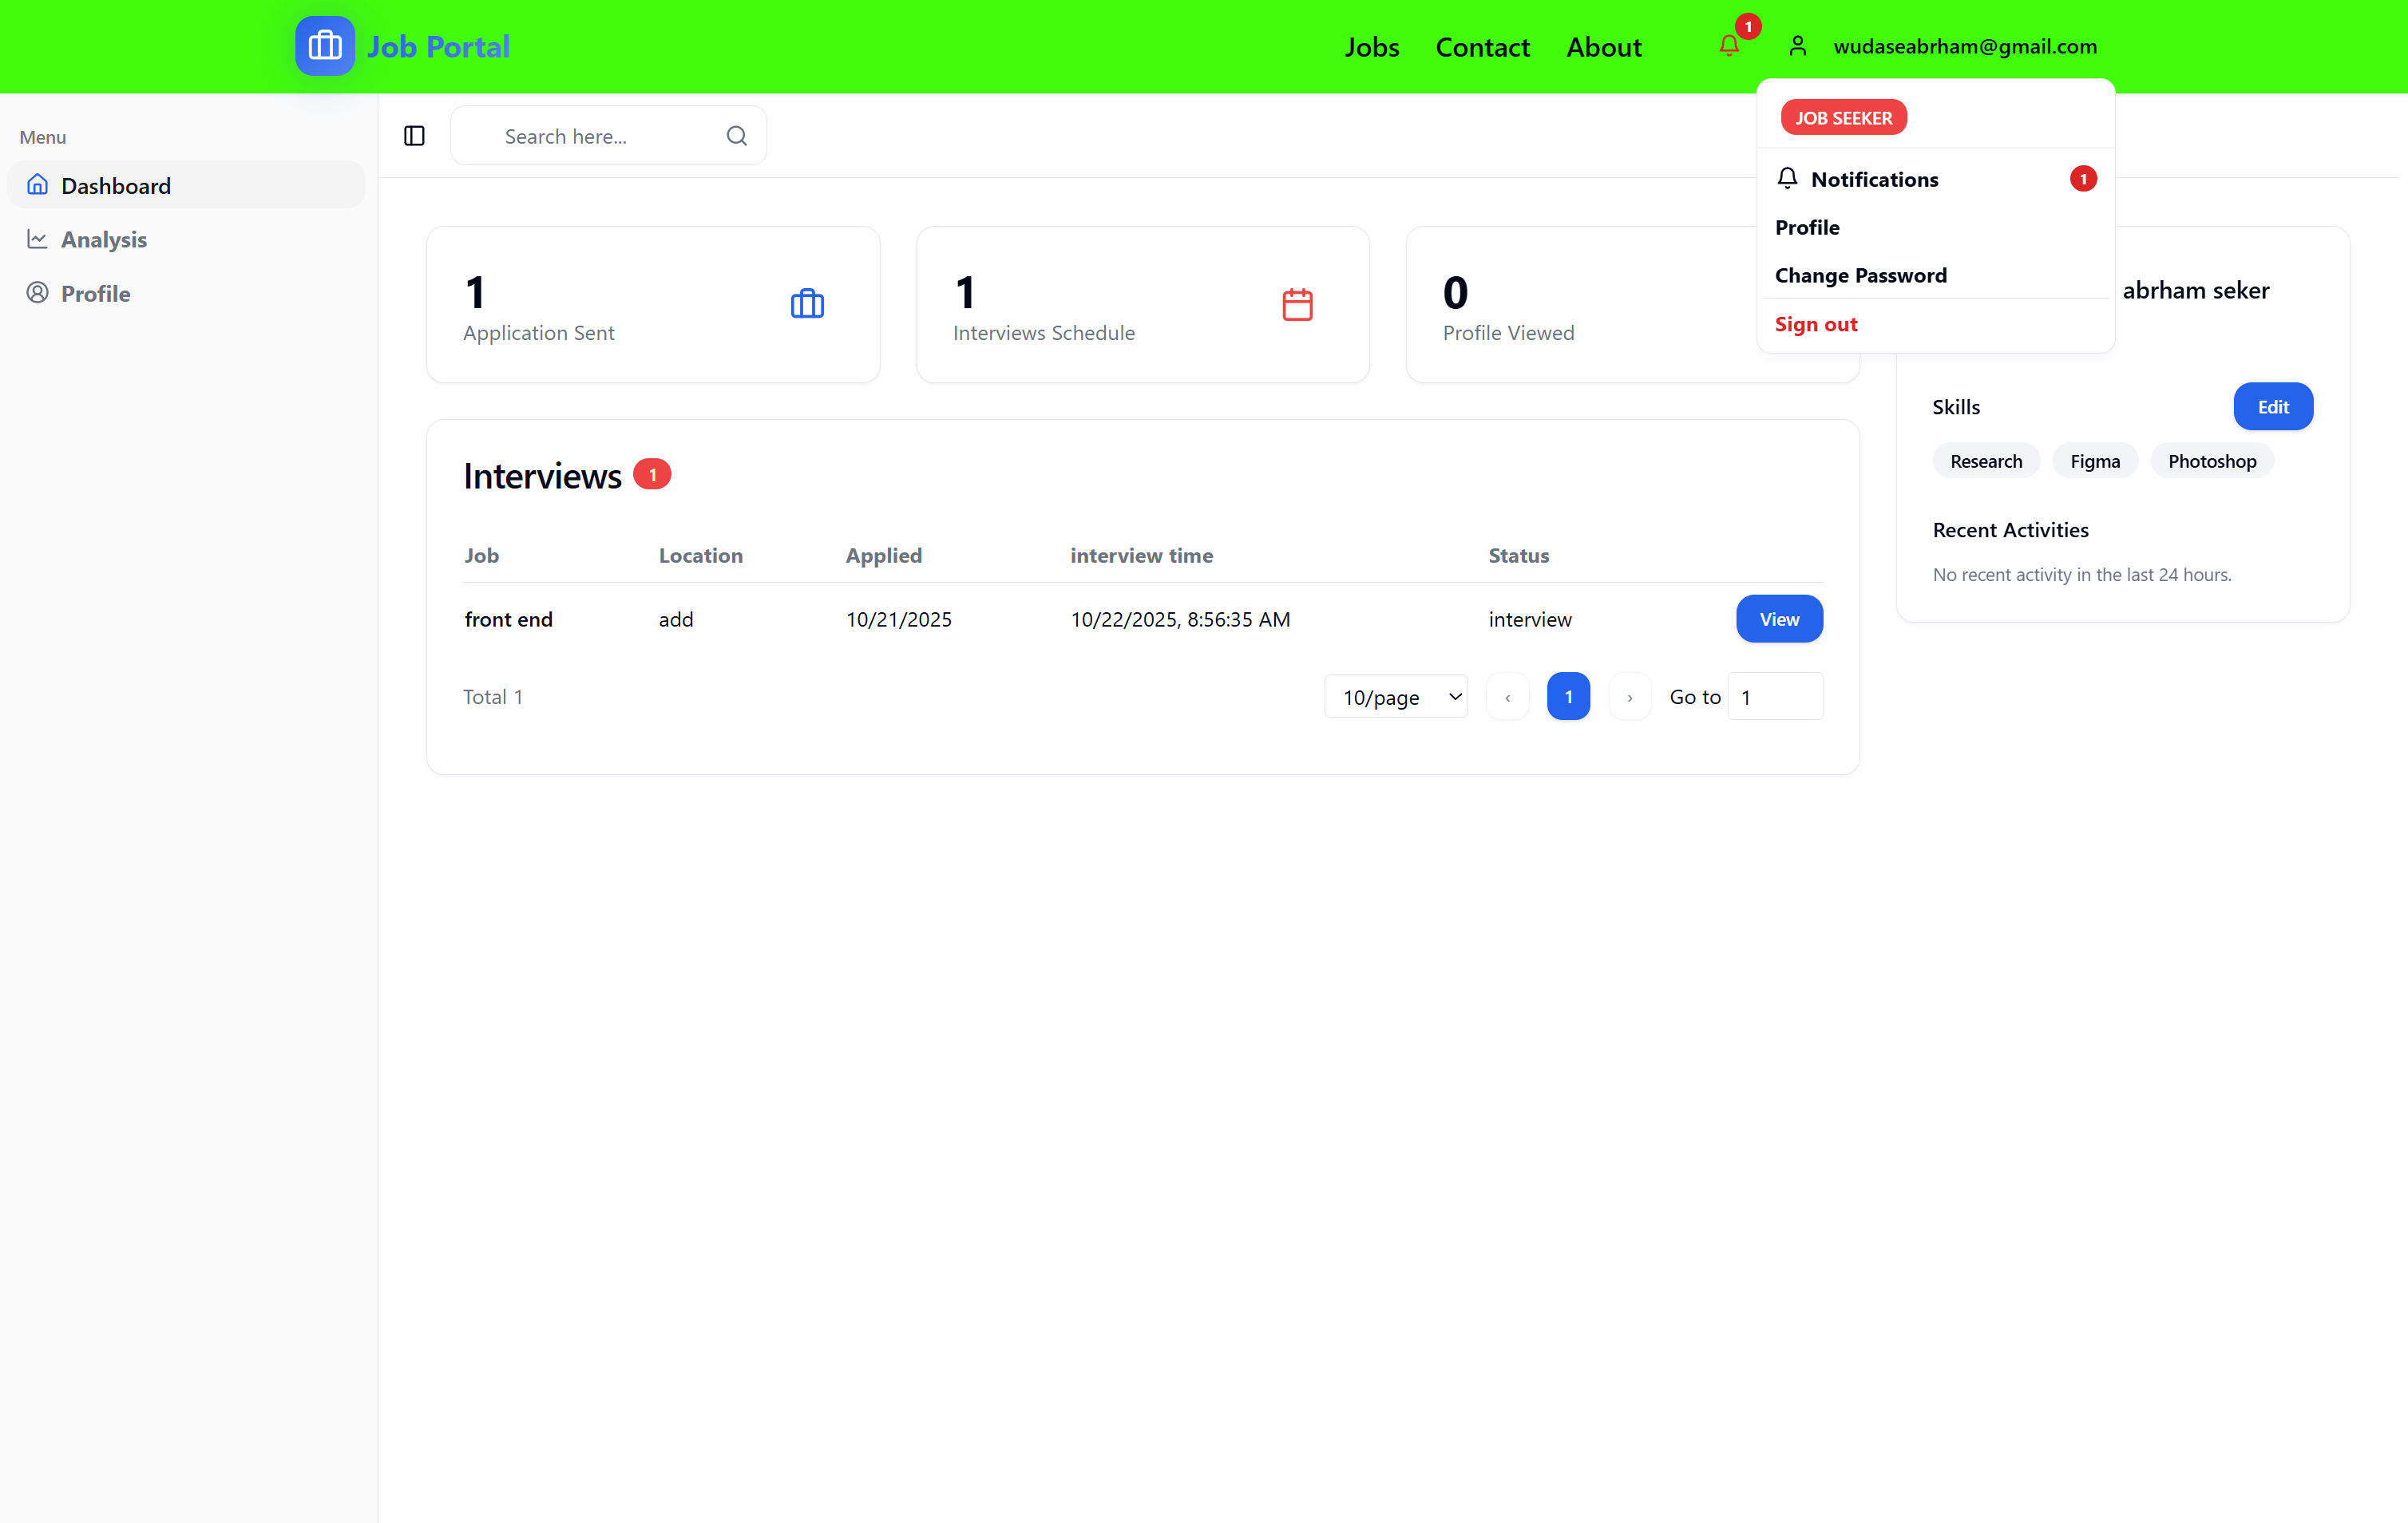 Job Portal
Jobs Contact About
1
wudaseabrham@gmail.com
JOB SEEKER
Notifications 1
Profile
Change Password
Sign out
Menu
Dashboard
Analysis
Profile
Search here...
1
Application Sent
1
Interviews Schedule
0
Profile Viewed
abrham seker
Skills
Edit
Research Figma Photoshop
Recent Activities
No recent activity in the last 24 hours.
Interviews 1
Job Location Applied interview time Status
front end add 10/21/2025 10/22/2025, 8:56:35 AM interview View
Total 1
10/page ‹ 1 › Go to 1